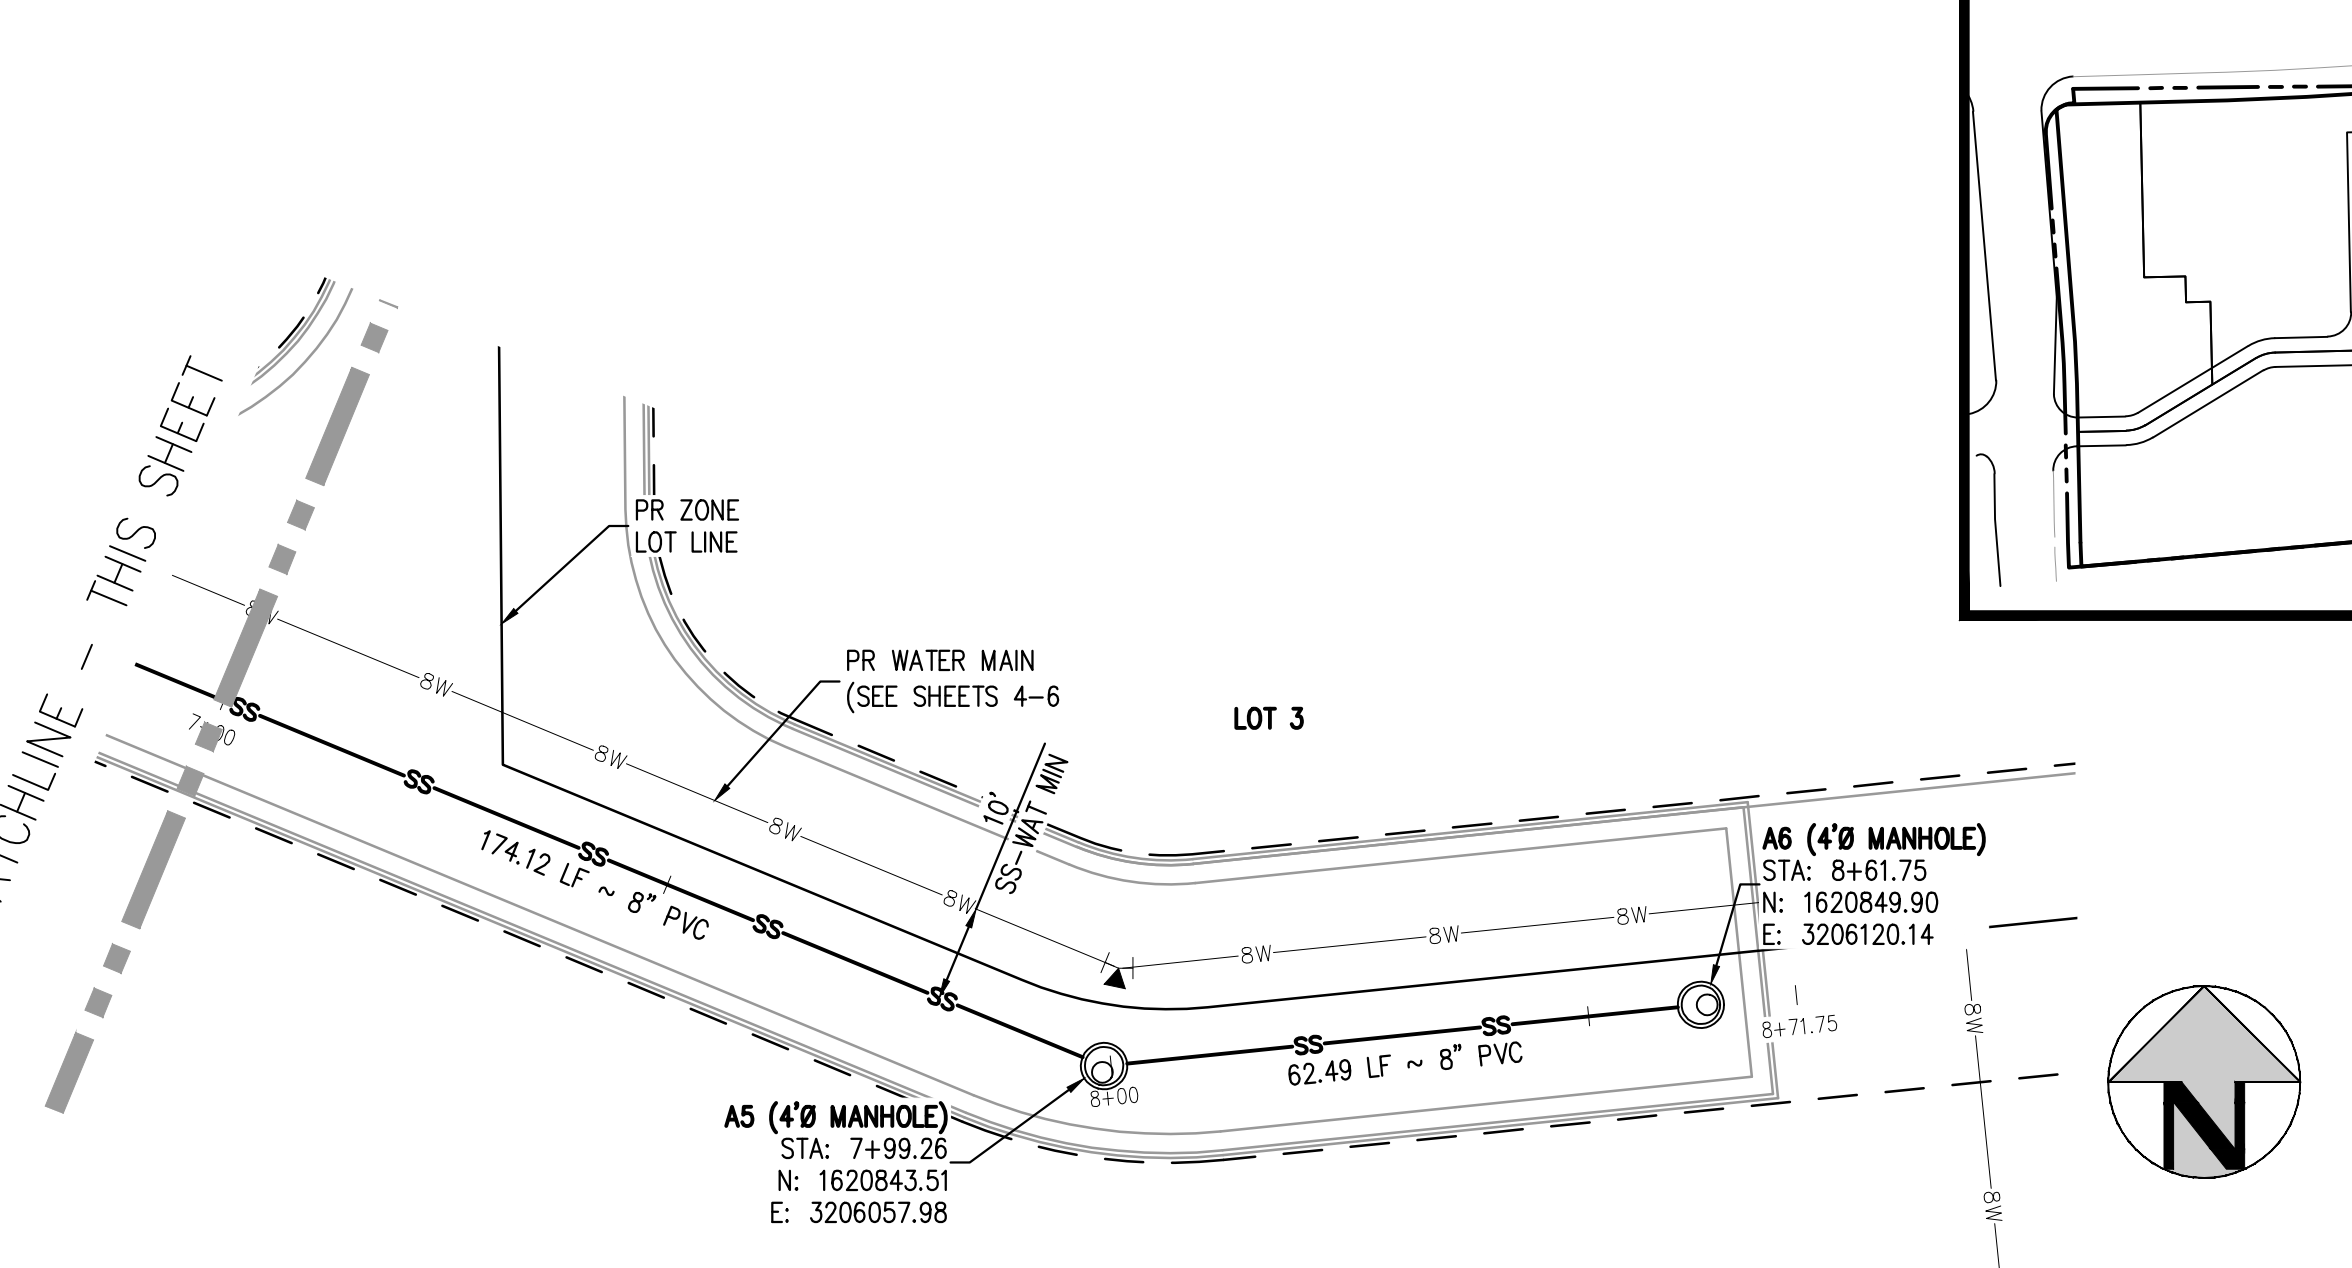 THIS SHEET
PR ZONE
LOT LINE
8W
8W
8W
PR WATER MAIN
(SEE SHEETS 4-6
LOT 3
SS
SS
SS
SS
SS
8W
8W
10'
SS-WAT MIN
174.12 LF ~ 8" PVC
8W
8W
8W
A6 (4'Ø MANHOLE)
STA: 8+61.75
N: 1620849.90
E: 3206120.14
SS
SS
62.49 LF ~ 8" PVC
8+71.75
8W
8W
8+00
A5 (4'Ø MANHOLE)
STA: 7+99.26
N: 1620843.51
E: 3206057.98
N